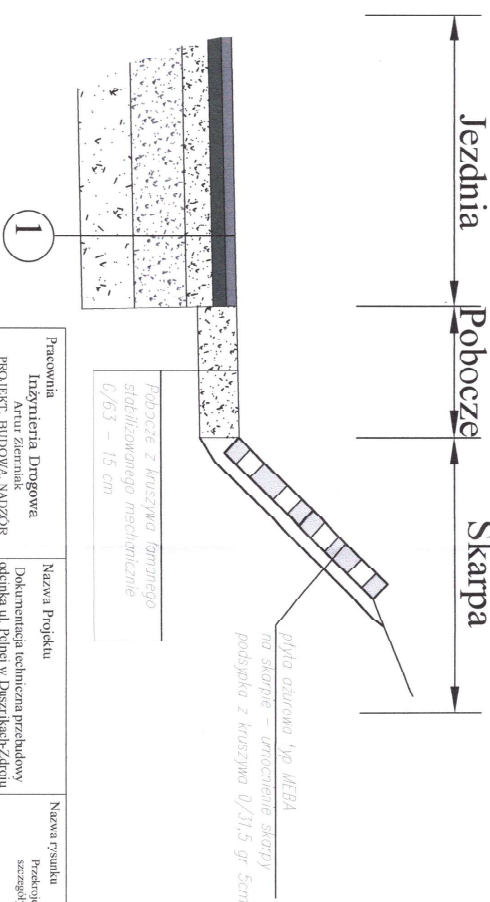 Jezdnia
Pobocze
Skarpa
płyta ażurowa typ MEBA
na skarpie - umocnienie skarpy
podsypka z kruszywa 0/31,5 gr 5cm
Pobocze z kruszywa łamanego
stabilizowanego mechanicznie
0/63 - 15 cm
1
Pracownia
Inżynieria Drogowa
Artur Ziemniak
PROJEKT, BUDOWA, NADZÓR
Nazwa Projektu
Dokumentacja techniczna przebudowy
odcinka ul. Polnej w Dusznikach-Zdroju
Nazwa rysunku